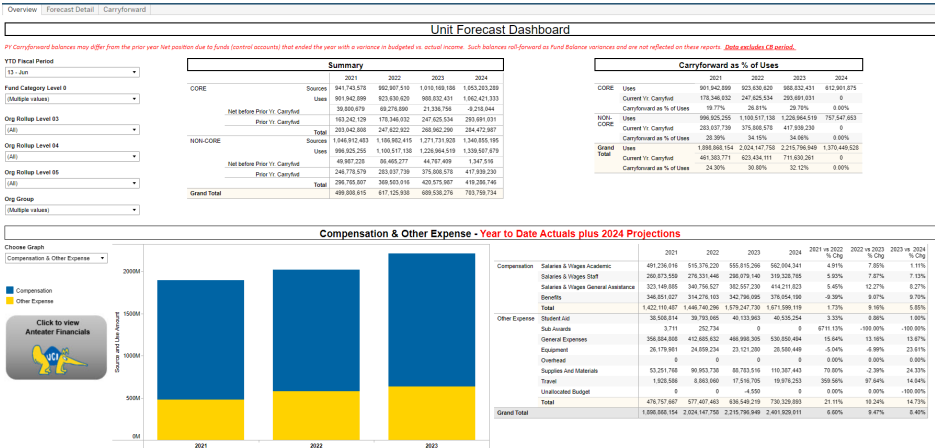 Overview Forecast Detail Carryforward
Unit Forecast Dashboard
PY Carryforward balances may differ from the prior year Net position due to funds (control accounts) that ended the year with a variance in budgeted vs. actual income. Such balances roll-forward as Fund Balance variances and are not reflected on these reports. Data excludes CB period.
YTD Fiscal Period
13 - Jun
Fund Category Level 0
(Multiple values)
Org Rollup Level 03
(All)
Org Rollup Level 04
(All)
Org Rollup Level 05
(All)
Org Group
(Multiple values)
Summary
2021 2022 2023 2024
CORE Sources 941,743,578 992,907,510 1,010,169,186 1,053,203,289
Uses 901,942,899 923,630,620 988,832,431 1,062,421,333
Net before Prior Yr. Carryfwd 39,800,679 69,276,890 21,336,756 -9,218,044
Prior Yr. Carryfwd 163,242,129 178,346,032 247,625,534 293,691,031
Total 203,042,808 247,622,922 268,962,290 284,472,987
NON-CORE Sources 1,046,912,483 1,186,982,415 1,271,731,928 1,340,855,195
Uses 996,925,255 1,100,517,138 1,226,964,519 1,339,507,679
Net before Prior Yr. Carryfwd 49,987,228 86,465,277 44,767,409 1,347,516
Prior Yr. Carryfwd 246,778,579 283,037,739 375,808,578 417,939,230
Total 296,765,807 369,503,016 420,575,987 419,286,746
Grand Total 499,808,615 617,125,938 689,538,276 703,759,734
Carryforward as % of Uses
2021 2022 2023 2024
CORE Uses 901,942,899 923,630,620 988,832,431 612,901,875
Current Yr. Carryfwd 178,346,032 247,625,534 293,691,031 0
Carryforward as % of Uses 19.77% 26.81% 29.70% 0.00%
NON-CORE Uses 996,925,255 1,100,517,138 1,226,964,519 757,547,653
Current Yr. Carryfwd 283,037,739 375,808,578 417,939,230 0
Carryforward as % of Uses 28.39% 34.15% 34.06% 0.00%
Grand Total Uses 1,898,868,154 2,024,147,758 2,215,796,949 1,370,449,528
Current Yr. Carryfwd 461,383,771 623,434,111 711,630,261 0
Carryforward as % of Uses 24.30% 30.80% 32.12% 0.00%
Compensation & Other Expense - Year to Date Actuals plus 2024 Projections
Choose Graph
Compensation & Other Expense
Compensation
Other Expense
Click to view
Anteater Financials
UCI
Source and Use Amount
2000M
1500M
1000M
500M
0M
2021 2022 2023
2021 2022 2023 2024 2021 vs 2022 % Chg 2022 vs 2023 % Chg 2023 vs 2024 % Chg
Compensation Salaries & Wages Academic 491,236,016 515,376,220 555,815,266 562,004,341 4.91% 7.85% 1.11%
Salaries & Wages Staff 260,873,559 276,331,446 298,079,140 319,328,765 5.93% 7.87% 7.13%
Salaries & Wages General Assistance 323,149,885 340,756,527 382,557,230 414,211,823 5.45% 12.27% 8.27%
Benefits 346,851,027 314,276,103 342,796,095 376,054,190 -9.39% 9.07% 9.70%
Total 1,422,110,487 1,446,740,296 1,579,247,730 1,671,599,119 1.73% 9.16% 5.85%
Other Expense Student Aid 38,508,814 39,793,065 40,133,963 40,535,254 3.33% 0.86% 1.00%
Sub Awards 3,711 252,734 0 0 6711.13% -100.00% -100.00%
General Expenses 356,884,808 412,685,632 466,998,305 530,850,494 15.64% 13.16% 13.67%
Equipment 26,179,981 24,859,234 23,121,200 28,580,449 -5.04% -6.99% 23.61%
Overhead 0 0 0 0 0.00% 0.00% 0.00%
Supplies And Materials 53,251,768 90,953,738 88,783,516 110,387,443 70.80% -2.39% 24.33%
Travel 1,928,586 8,863,060 17,516,705 19,976,253 359.56% 97.64% 14.04%
Unallocated Budget 0 0 -4,550 0 0.00% 0.00% -100.00%
Total 476,757,667 577,407,463 636,549,219 730,329,893 21.11% 10.24% 14.73%
Grand Total 1,898,868,154 2,024,147,758 2,215,796,949 2,401,929,011 6.60% 9.47% 8.40%